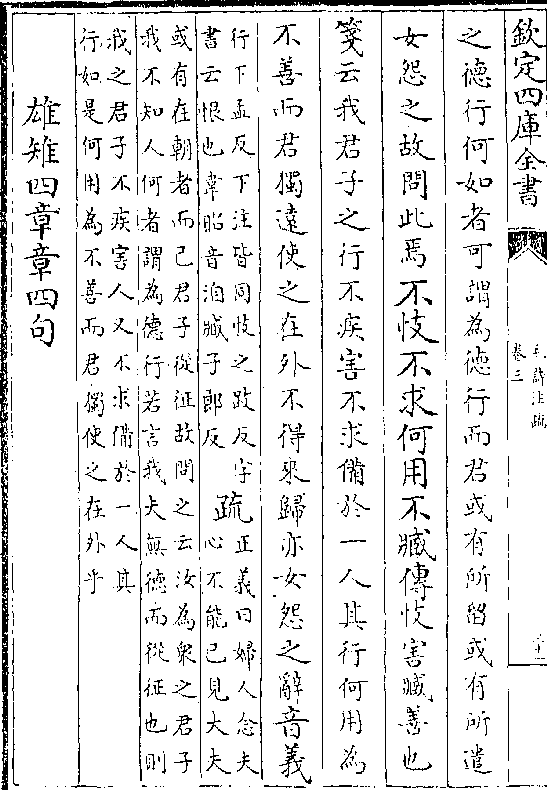 欽定四庫全書
毛詩注疏
卷三
之德行何如者可謂為德行而君或有所留或有所遣
女怨之故問此焉不忮不求何用不臧傳忮害臧善也
箋云我君子之行不疾害不求備於一人其行何用為
不善而君獨遠使之在外不得來歸亦女怨之辭音義
行下孟反下注皆同忮之跂反字
書云恨也韋昭音洎臧子郎反
疏
正義曰婦人念夫
心不能已見大夫
或有在朝者而己君子從征故問之云汝為衆之君子
我不知人何者謂為德行若言我夫無德而從征也則
我之君子不疾害人又不求備於一人其
行如是何用為不善而君獨使之在外乎
雄雉四章章四句